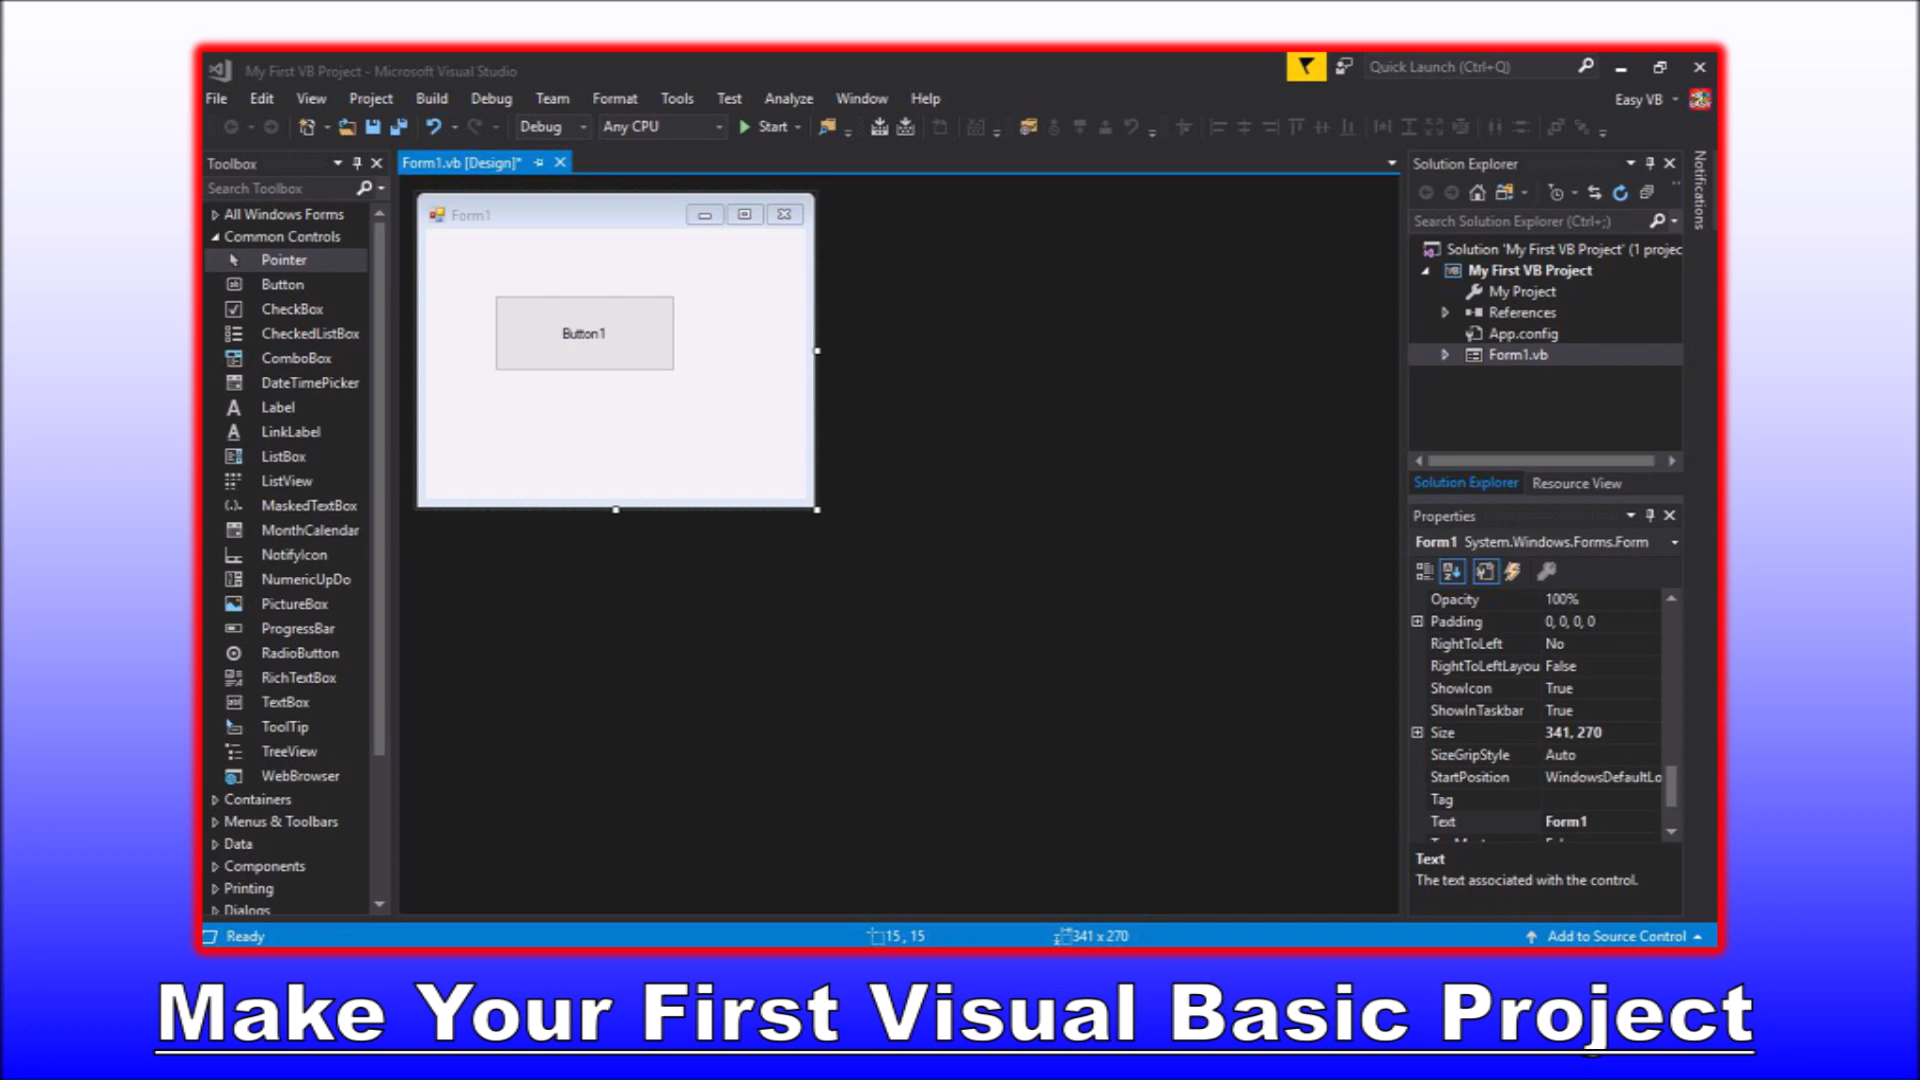 My First VB Project - Microsoft Visual Studio
Quick Launch (Ctrl+Q)
File Edit View Project Build Debug Team Format Tools Test Analyze Window Help
Easy VB
Debug Any CPU Start
Toolbox
Search Toolbox
All Windows Forms
Common Controls
Pointer
Button
CheckBox
CheckedListBox
ComboBox
DateTimePicker
Label
LinkLabel
ListBox
ListView
MaskedTextBox
MonthCalendar
NotifyIcon
NumericUpDo
PictureBox
ProgressBar
RadioButton
RichTextBox
TextBox
ToolTip
TreeView
WebBrowser
Containers
Menus & Toolbars
Data
Components
Printing
Dialogs
Form1.vb [Design]*
Form1
Button1
Solution Explorer
Search Solution Explorer (Ctrl+;)
Solution 'My First VB Project' (1 projec
My First VB Project
My Project
References
App.config
Form1.vb
Solution Explorer Resource View
Notifications
Properties
Form1 System.Windows.Forms.Form
Opacity 100%
Padding 0, 0, 0, 0
RightToLeft No
RightToLeftLayou False
ShowIcon True
ShowInTaskbar True
Size 341, 270
SizeGripStyle Auto
StartPosition WindowsDefaultLo
Tag
Text Form1
Text
The text associated with the control.
Ready 15 , 15 341 x 270 Add to Source Control
Make Your First Visual Basic Project